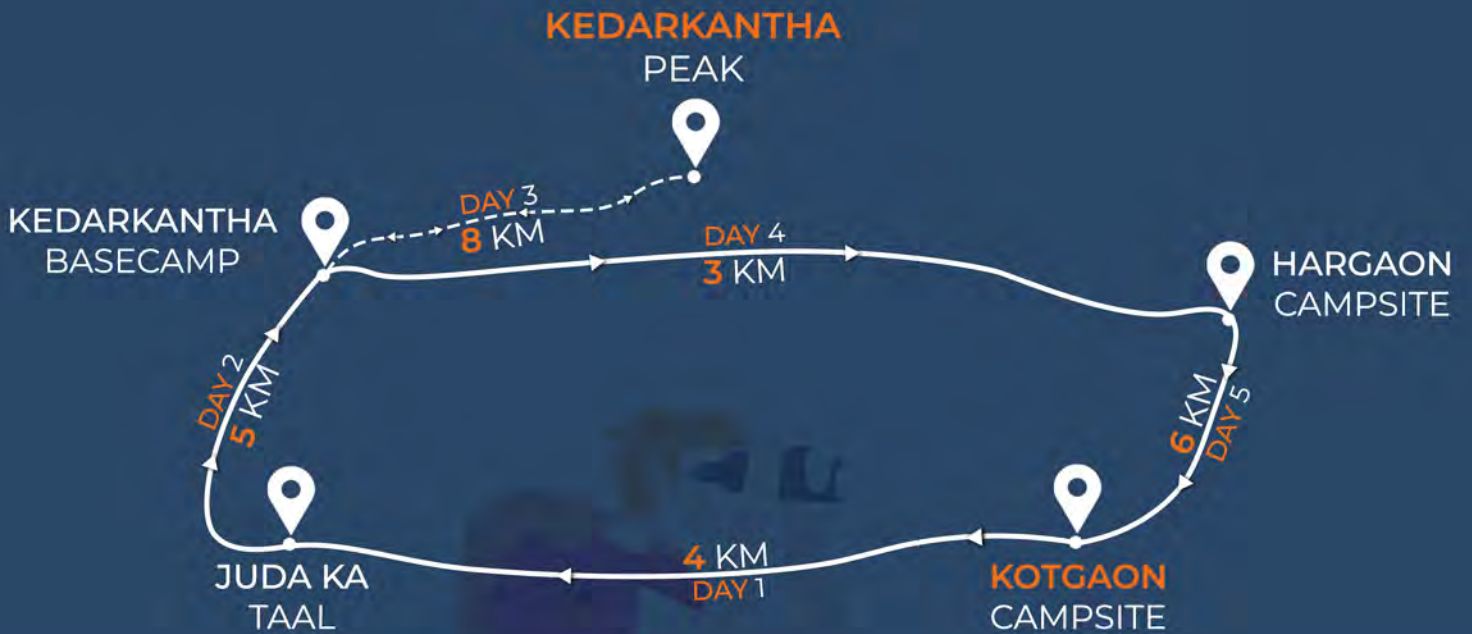 KEDARKANTHA
PEAK
KEDARKANTHA
BASECAMP
DAY 3
8 KM
DAY 4
3 KM
HARGAON
CAMPSITE
DAY 2
5 KM
6 KM
DAY 5
JUDA KA
TAAL
4 KM
DAY 1
KOTGAON
CAMPSITE